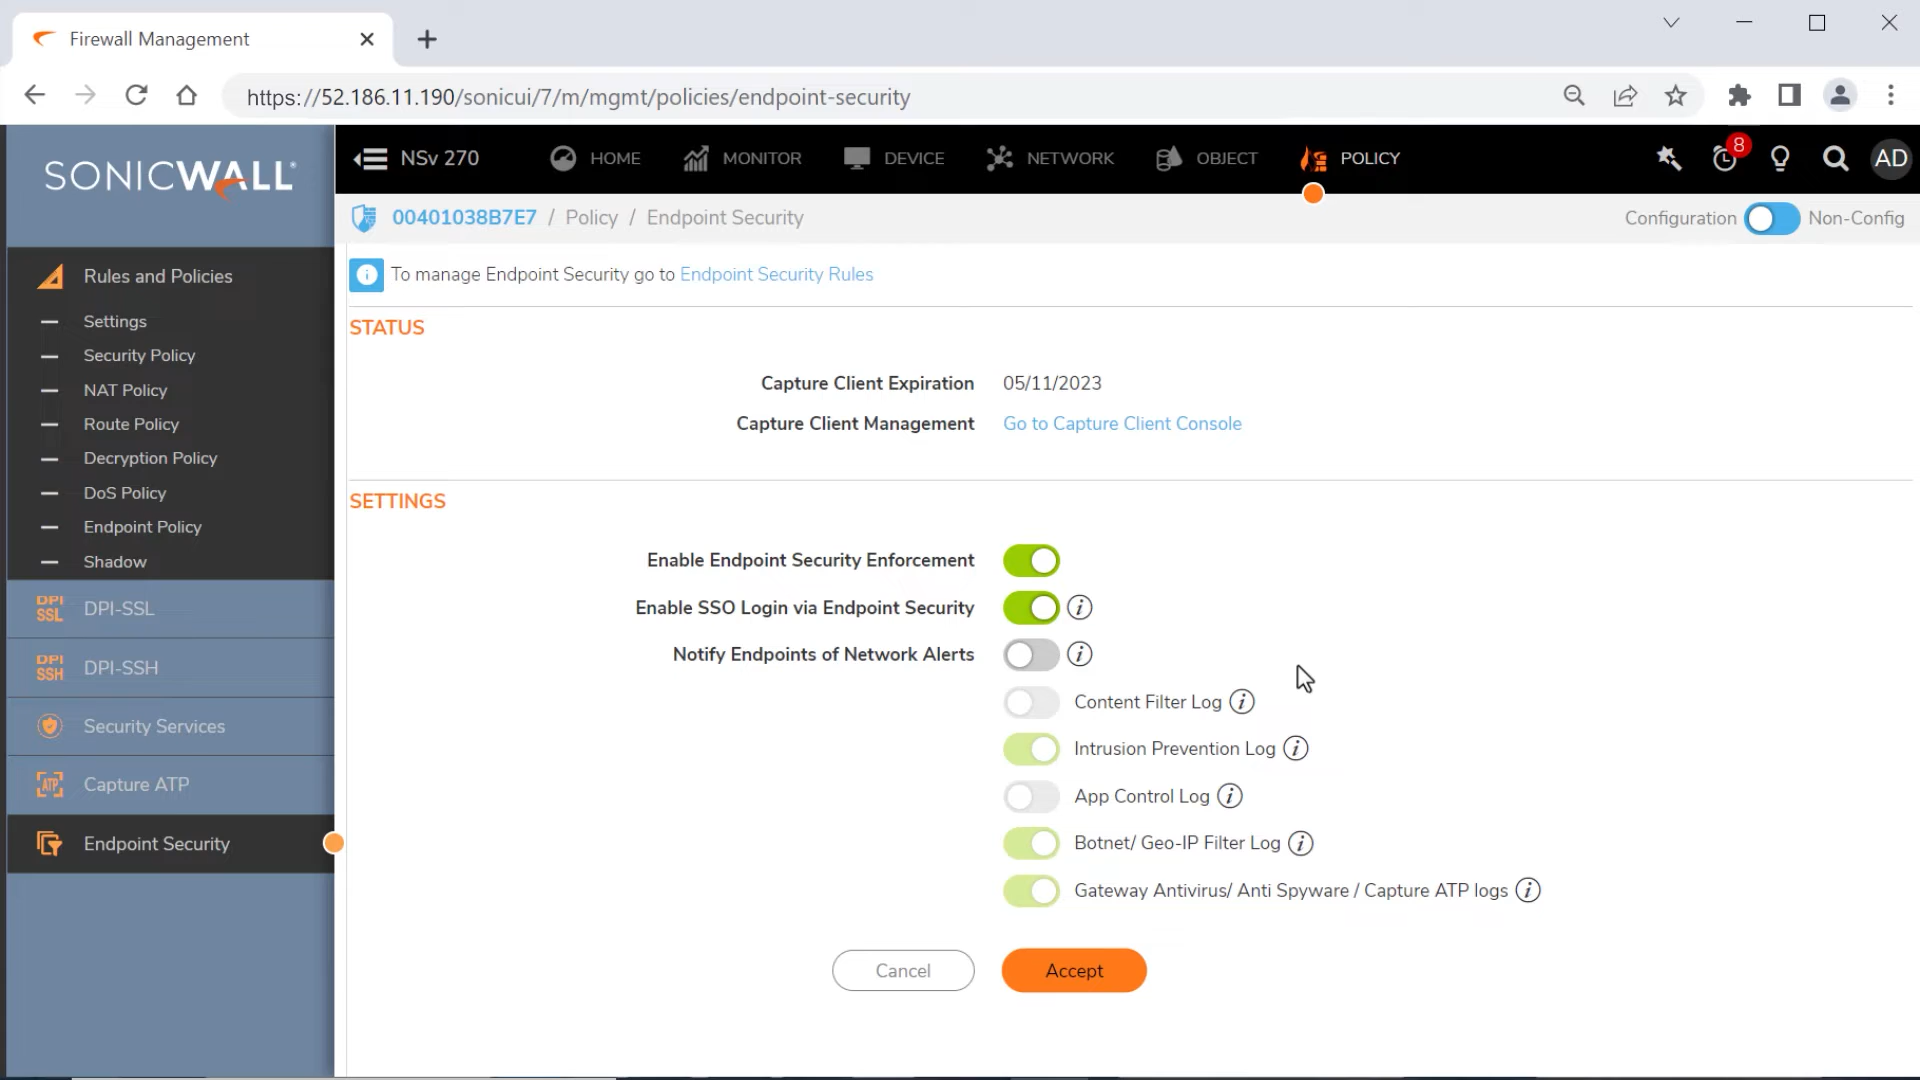 Firewall Management
https://52.186.11.190/sonicui/7/m/mgmt/policies/endpoint-security
SONICWALL
NSv 270
HOME
MONITOR
DEVICE
NETWORK
OBJECT
POLICY
8
AD
00401038B7E7 / Policy / Endpoint Security
Configuration
Non-Config
Rules and Policies
Settings
Security Policy
NAT Policy
Route Policy
Decryption Policy
DoS Policy
Endpoint Policy
Shadow
DPI SSL DPI-SSL
DPI SSH DPI-SSH
Security Services
ATP Capture ATP
Endpoint Security
i To manage Endpoint Security go to Endpoint Security Rules
STATUS
Capture Client Expiration 05/11/2023
Capture Client Management Go to Capture Client Console
SETTINGS
Enable Endpoint Security Enforcement
Enable SSO Login via Endpoint Security i
Notify Endpoints of Network Alerts i
Content Filter Log i
Intrusion Prevention Log i
App Control Log i
Botnet/ Geo-IP Filter Log i
Gateway Antivirus/ Anti Spyware / Capture ATP logs i
Cancel
Accept